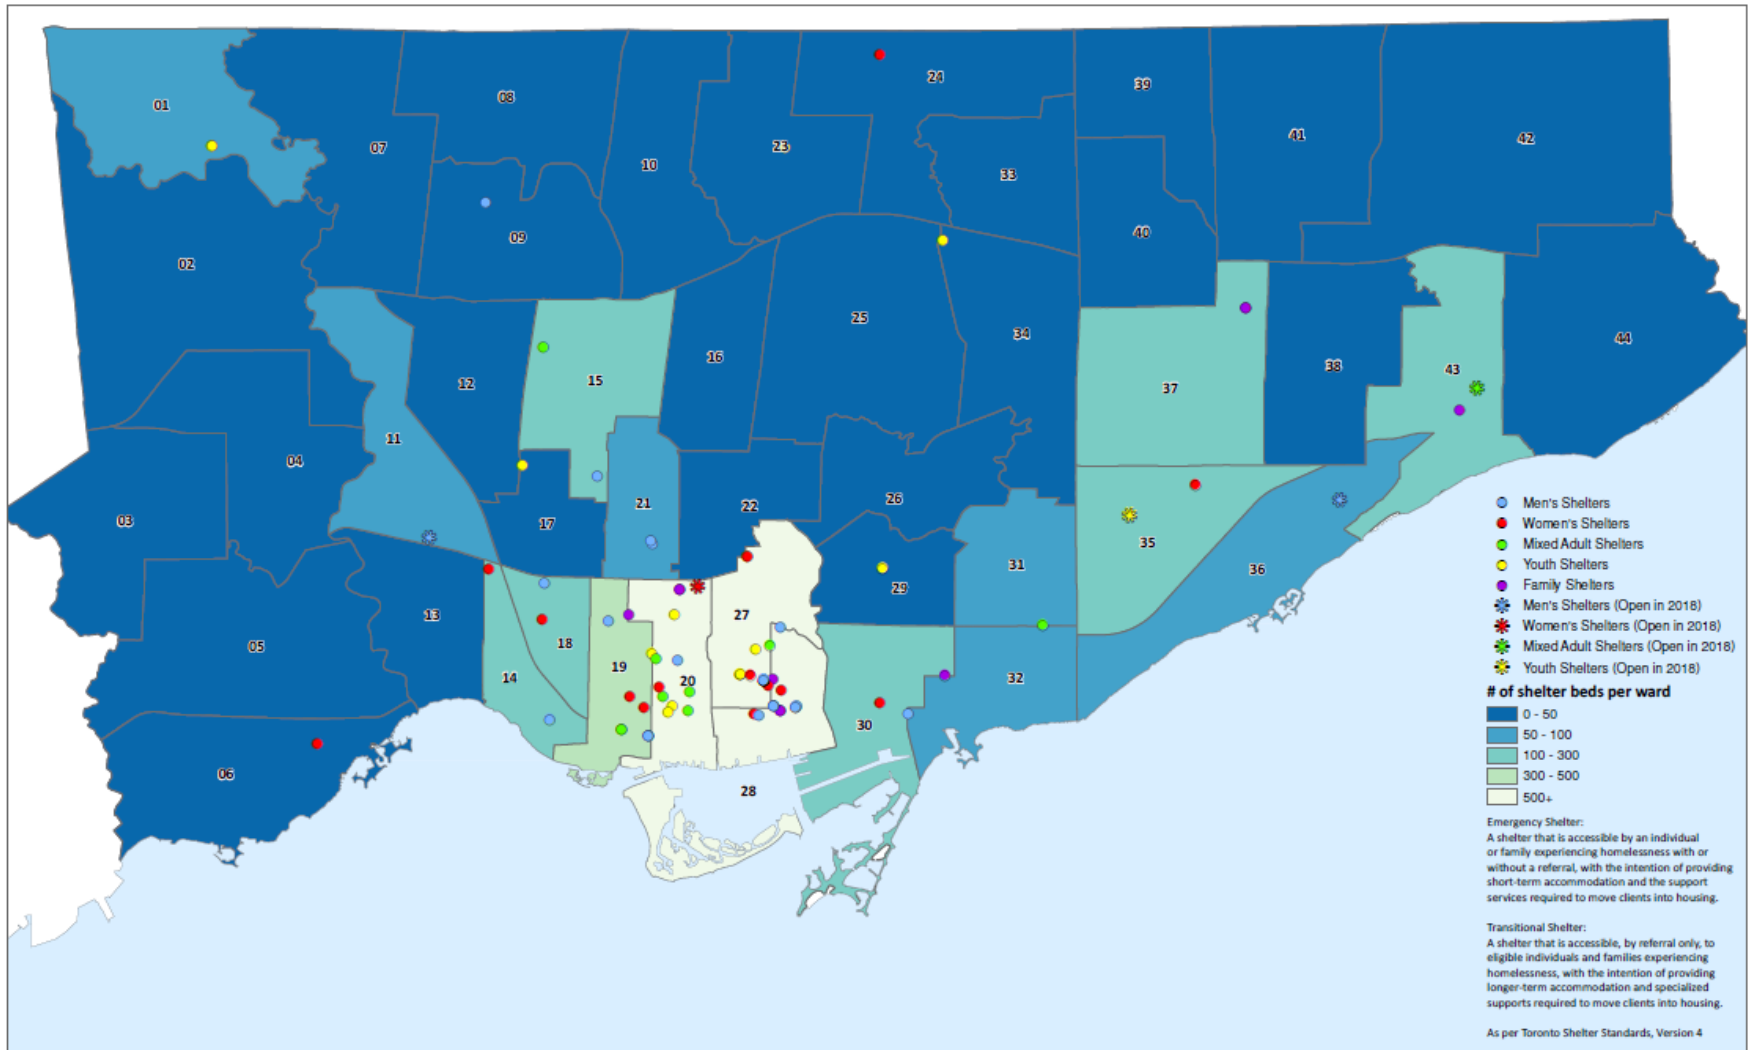 24
39
01
08
41
42
07
23
10
33
09
40
02
25
34
44
16
38
43
12
15
37
11
04
26
21
22
03
17
Men's Shelters
Women's Shelters
Mixed Adult Shelters
Youth Shelters
Family Shelters
Men's Shelters (Open in 2018)
Women's Shelters (Open in 2018)
Mixed Adult Shelters (Open in 2018)
Youth Shelters (Open in 2018)
35
31
36
29
13
27
18
05
19
14
20
32
30
06
28
# of shelter beds per ward
0 - 50
50 - 100
100 - 300
300 - 500
500+
Emergency Shelter:
A shelter that is accessible by an individual
or family experiencing homelessness with or
without a referral, with the intention of providing
short-term accommodation and the support
services required to move clients into housing.
Transitional Shelter:
A shelter that is accessible, by referral only, to
eligible individuals and families experiencing
homelessness, with the intention of providing
longer-term accommodation and specialized
supports required to move clients into housing.
As per Toronto Shelter Standards, Version 4